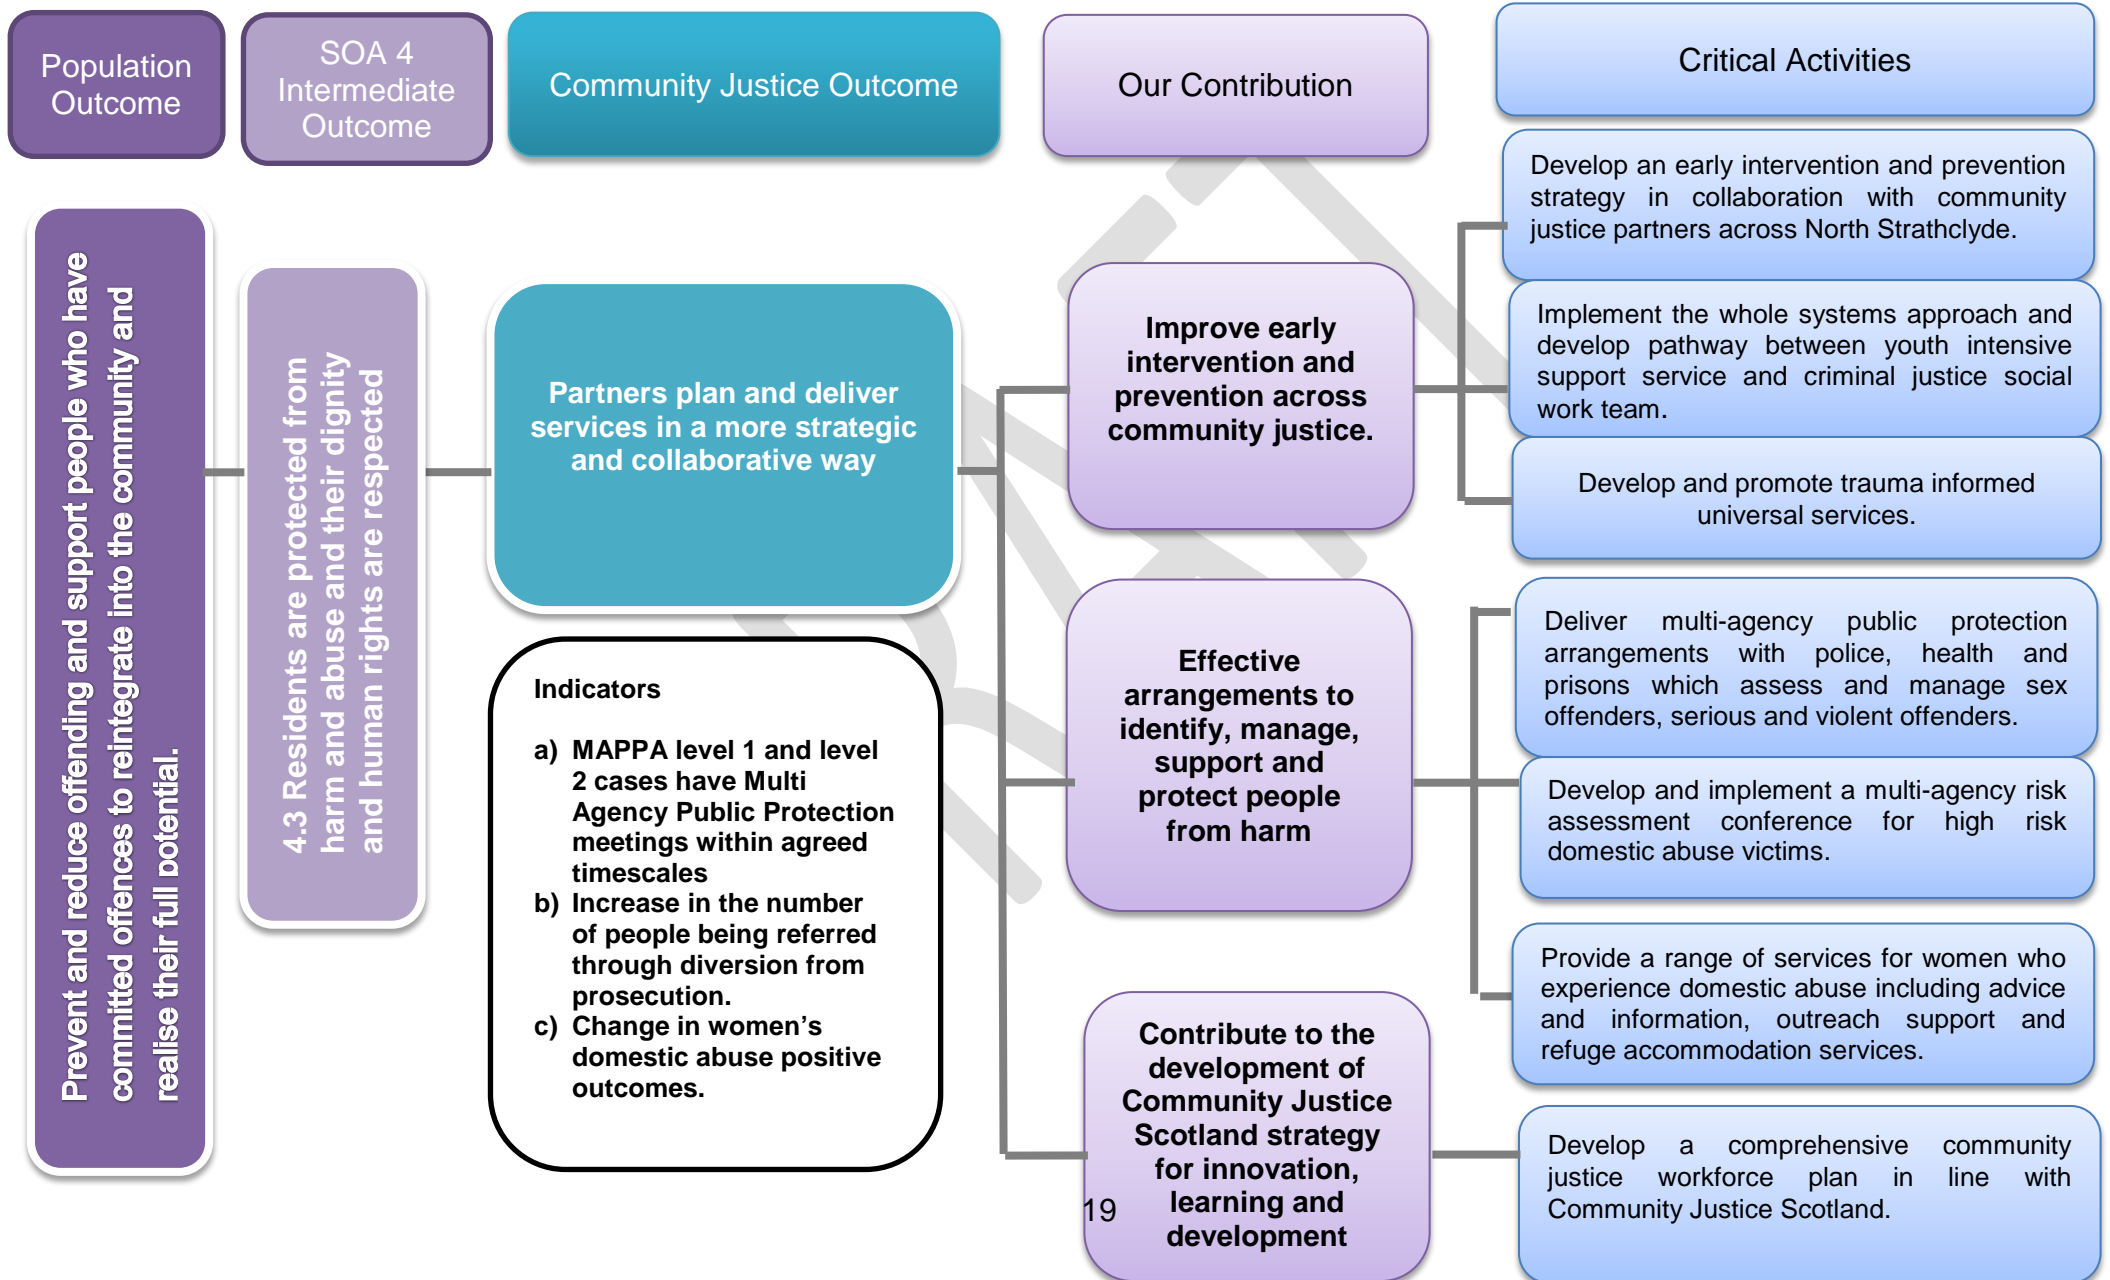 Population
Outcome
SOA 4
Intermediate
Outcome
Community Justice Outcome
Our Contribution
Critical Activities
Prevent and reduce offending and support people who have
committed offences to reintegrate into the community and
realise their full potential.
4.3 Residents are protected from
harm and abuse and their dignity
and human rights are respected
Partners plan and deliver
services in a more strategic
and collaborative way
Indicators
a) MAPPA level 1 and level
2 cases have Multi
Agency Public Protection
meetings within agreed
timescales
b) Increase in the number
of people being referred
through diversion from
prosecution.
c) Change in women’s
domestic abuse positive
outcomes.
Improve early
intervention and
prevention across
community justice.
Effective
arrangements to
identify, manage,
support and
protect people
from harm
Contribute to the
development of
Community Justice
Scotland strategy
for innovation,
learning and
development
Develop an early intervention and prevention
strategy in collaboration with community
justice partners across North Strathclyde.
Implement the whole systems approach and
develop pathway between youth intensive
support service and criminal justice social
work team.
Develop and promote trauma informed
universal services.
Deliver multi-agency public protection
arrangements with police, health and
prisons which assess and manage sex
offenders, serious and violent offenders.
Develop and implement a multi-agency risk
assessment conference for high risk
domestic abuse victims.
Provide a range of services for women who
experience domestic abuse including advice
and information, outreach support and
refuge accommodation services.
Develop a comprehensive community
justice workforce plan in line with
Community Justice Scotland.
19
DRAFT